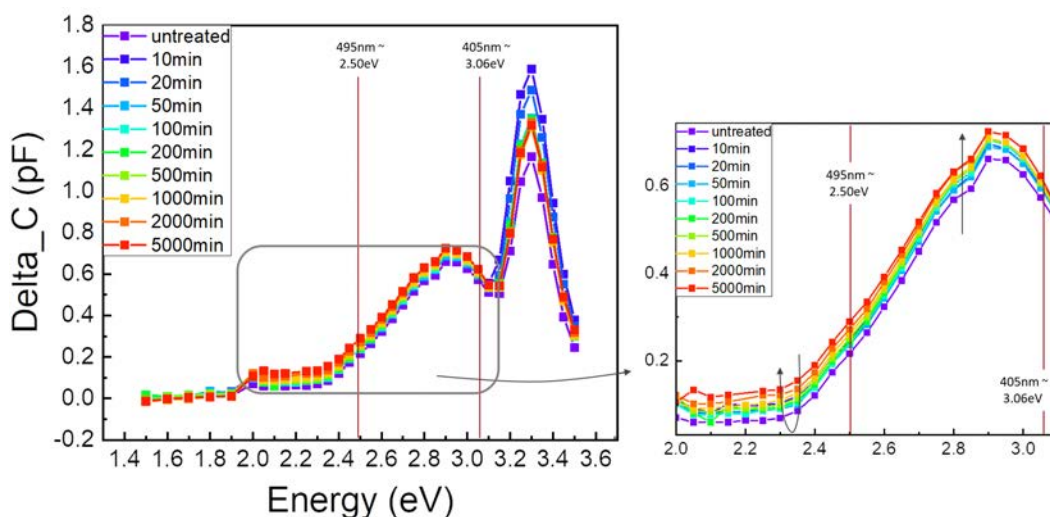 Delta_C (pF)
1.8
1.6
1.4
1.2
1.0
0.8
0.6
0.4
0.2
0.0
-0.2
untreated
10min
20min
50min
100min
200min
500min
1000min
2000min
5000min
495nm ~
2.50eV
405nm ~
3.06eV
1.4 1.6 1.8 2.0 2.2 2.4 2.6 2.8 3.0 3.2 3.4 3.6
Energy (eV)
0.6
0.4
0.2
untreated
10min
20min
50min
100min
200min
500min
1000min
2000min
5000min
495nm ~
2.50eV
405nm ~
3.06eV
2.0 2.2 2.4 2.6 2.8 3.0